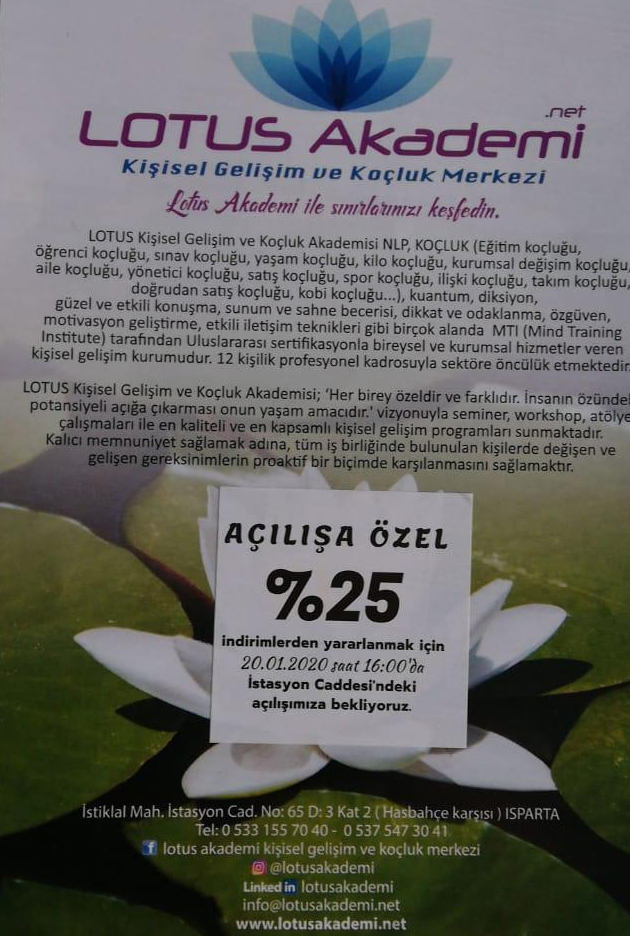 .net
LOTUS Akademi
Kişisel Gelişim ve Koçluk Merkezi
Lotus Akademi ile sınırlarınızı keşfedin.
LOTUS Kişisel Gelişim ve Koçluk Akademisi NLP, KOÇLUK (Eğitim koçluğu,
öğrenci koçluğu, sınav koçluğu, yaşam koçluğu, kilo koçluğu, kurumsal değişim koçluğu,
aile koçluğu, yönetici koçluğu, satış koçluğu, spor koçluğu, ilişki koçluğu, takım koçluğu,
doğrudan satış koçluğu, kobi koçluğu...), kuantum, diksiyon,
güzel ve etkili konuşma, sunum ve sahne becerisi, dikkat ve odaklanma, özgüven,
motivasyon geliştirme, etkili iletişim teknikleri gibi birçok alanda MTI (Mind Training
Institute) tarafından Uluslararası sertifikasyonla bireysel ve kurumsal hizmetler veren
kişisel gelişim kurumudur. 12 kişilik profesyonel kadrosuyla sektöre öncülük etmektedir.
LOTUS Kişisel Gelişim ve Koçluk Akademisi; 'Her birey özeldir ve farklıdır. İnsanın özünde
potansiyeli açığa çıkarması onun yaşam amacıdır.' vizyonuyla seminer, workshop, atölye
çalışmaları ile en kaliteli ve en kapsamlı kişisel gelişim programları sunmaktadır.
Kalıcı memnuniyet sağlamak adına, tüm iş birliğinde bulunulan kişilerde değişen ve
gelişen gereksinimlerin proaktif bir biçimde karşılanmasını sağlamaktır.
AÇILIŞA ÖZEL
%25
indirimlerden yararlanmak için
20.01.2020 saat 16:00'da
İstasyon Caddesi'ndeki
açılışımıza bekliyoruz.
İstiklal Mah. İstasyon Cad. No: 65 D: 3 Kat 2 ( Hasbahçe karşısı ) ISPARTA
Tel: 0 533 155 70 40 - 0 537 547 30 41
f lotus akademi kişisel gelişim ve koçluk merkezi
@lotusakademi
Linked in lotusakademi
info@lotusakademi.net
www.lotusakademi.net